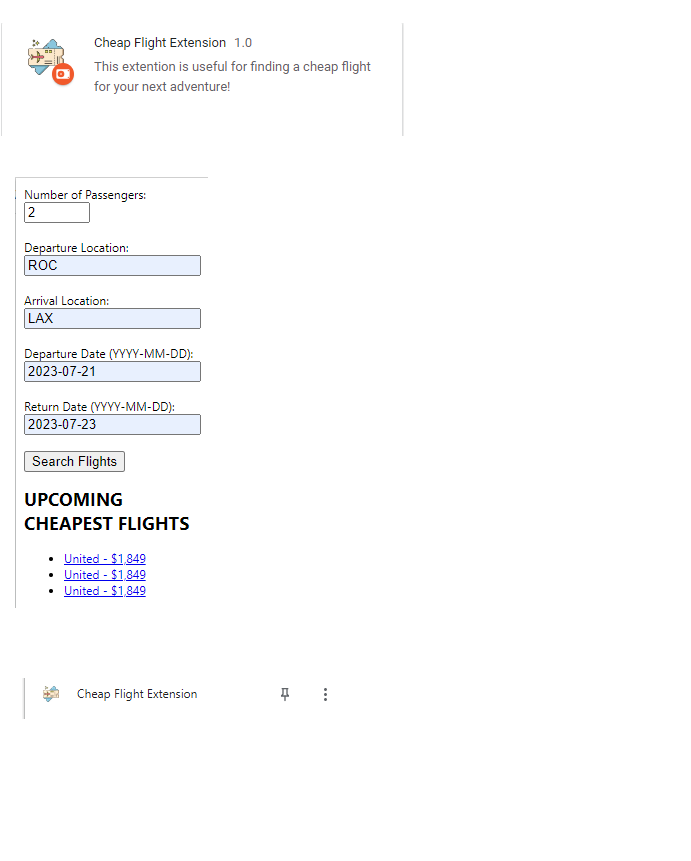 Cheap Flight Extension 1.0
This extention is useful for finding a cheap flight
for your next adventure!
Number of Passengers:
2
Departure Location:
ROC
Arrival Location:
LAX
Departure Date (YYYY-MM-DD):
2023-07-21
Return Date (YYYY-MM-DD):
2023-07-23
Search Flights
UPCOMING
CHEAPEST FLIGHTS
United - $1,849
United - $1,849
United - $1,849
Cheap Flight Extension